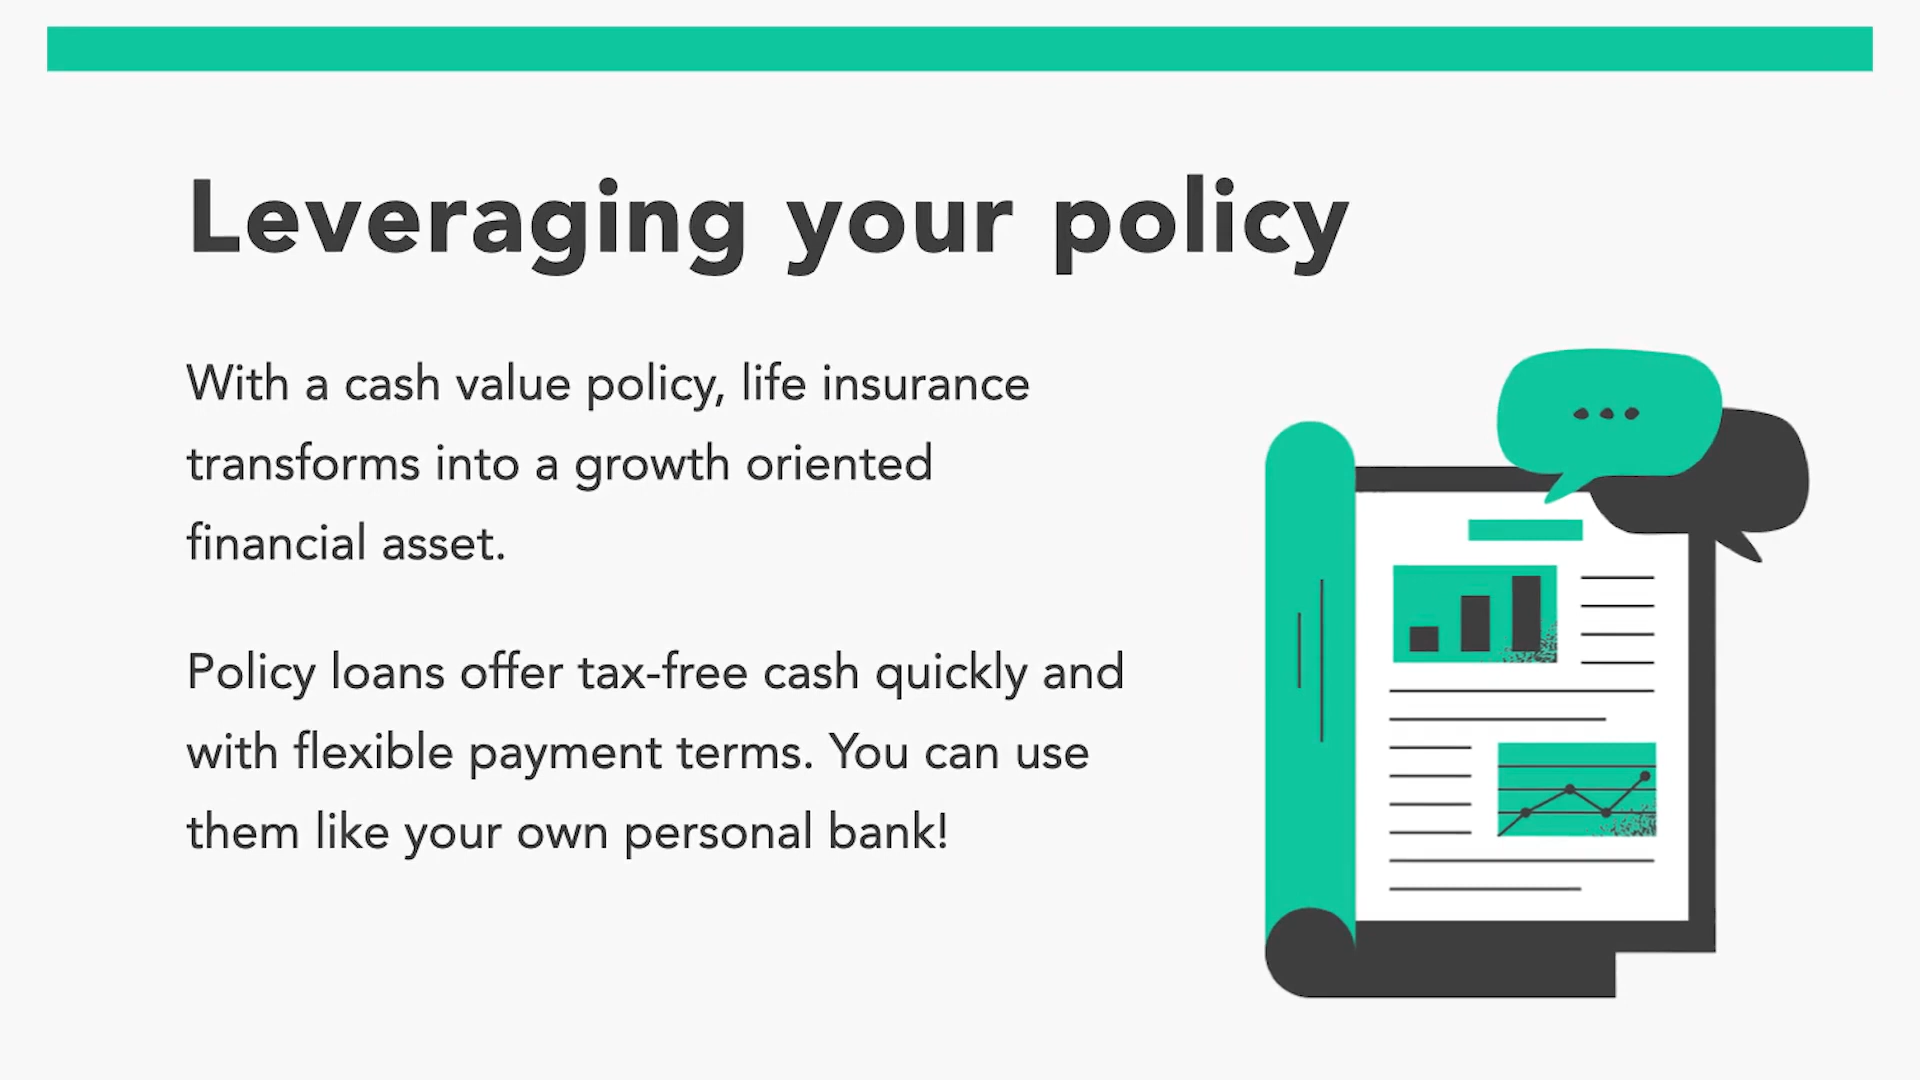 Leveraging your policy
With a cash value policy, life insurance
transforms into a growth oriented
financial asset.
Policy loans offer tax-free cash quickly and
with flexible payment terms. You can use
them like your own personal bank!